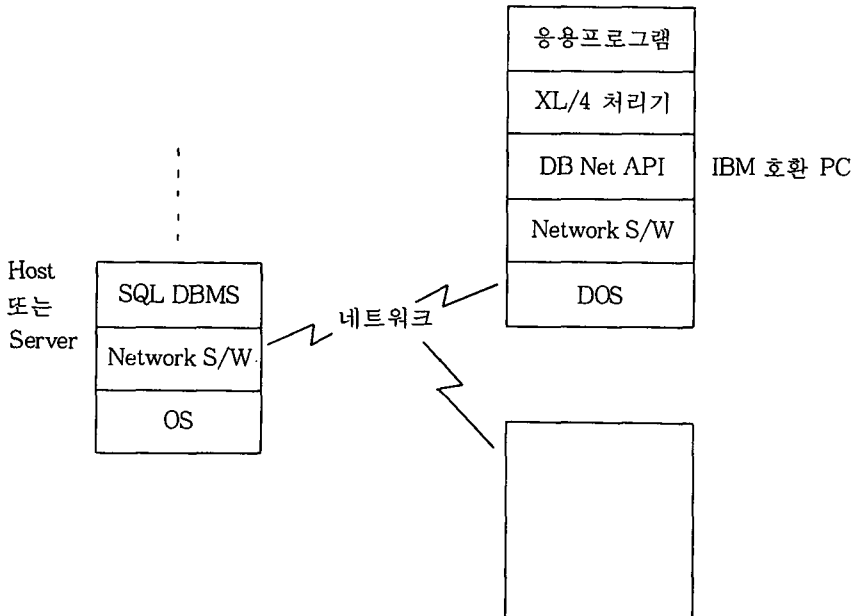 응용프로그램
XL/4 처리기
DB Net API
IBM 호환 PC
Network S/W
DOS
Host
또는
Server
SQL DBMS
Network S/W
OS
네트워크